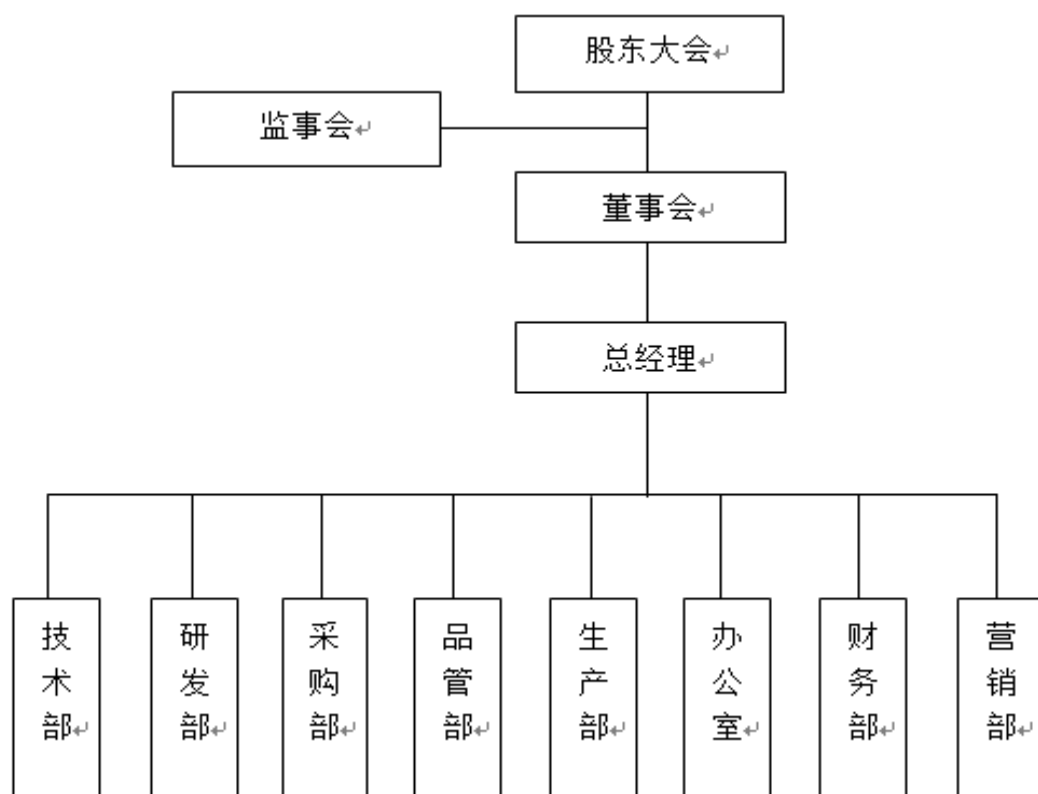 股东大会
监事会
董事会
总经理
技术部
研发部
采购部
品管部
生产部
办公室
财务部
营销部